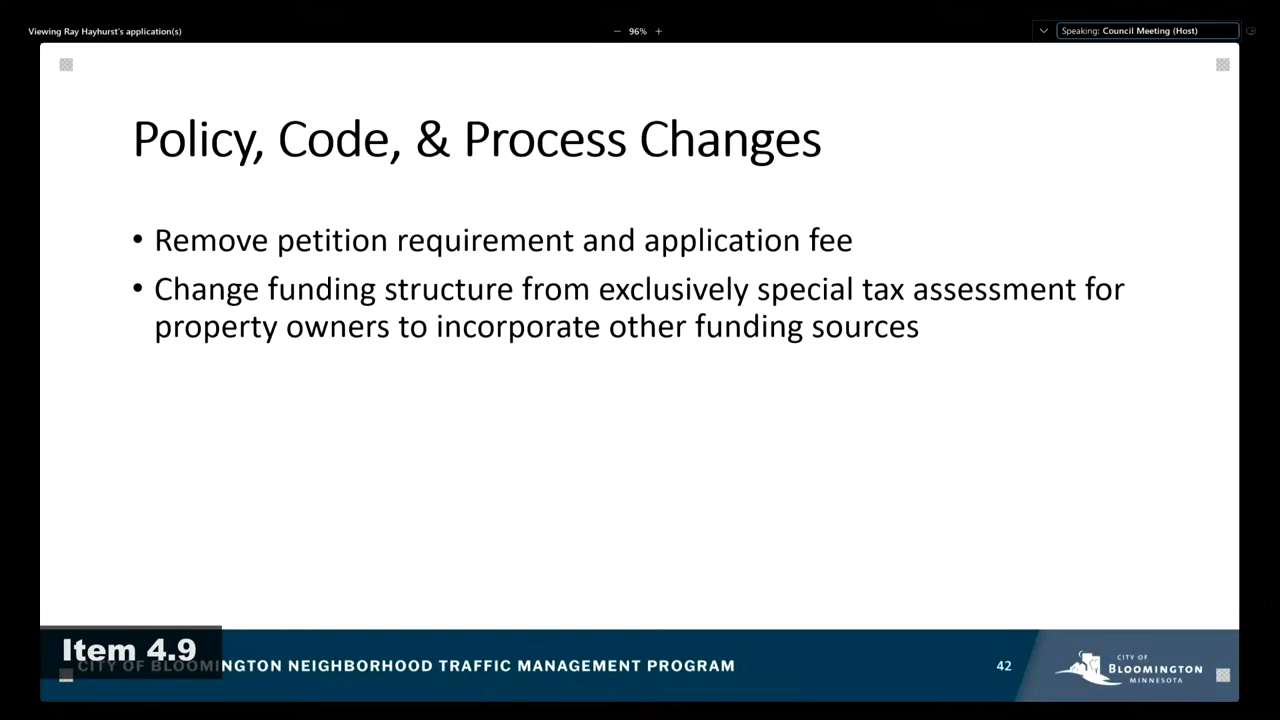 Viewing Ray Hayhurst's application(s)
− 96% +
Speaking: Council Meeting (Host)
Policy, Code, & Process Changes
• Remove petition requirement and application fee
• Change funding structure from exclusively special tax assessment for
property owners to incorporate other funding sources
Item 4.9
CITY OF BLOOMINGTON NEIGHBORHOOD TRAFFIC MANAGEMENT PROGRAM
42
CITY OF
BLOOMINGTON
MINNESOTA